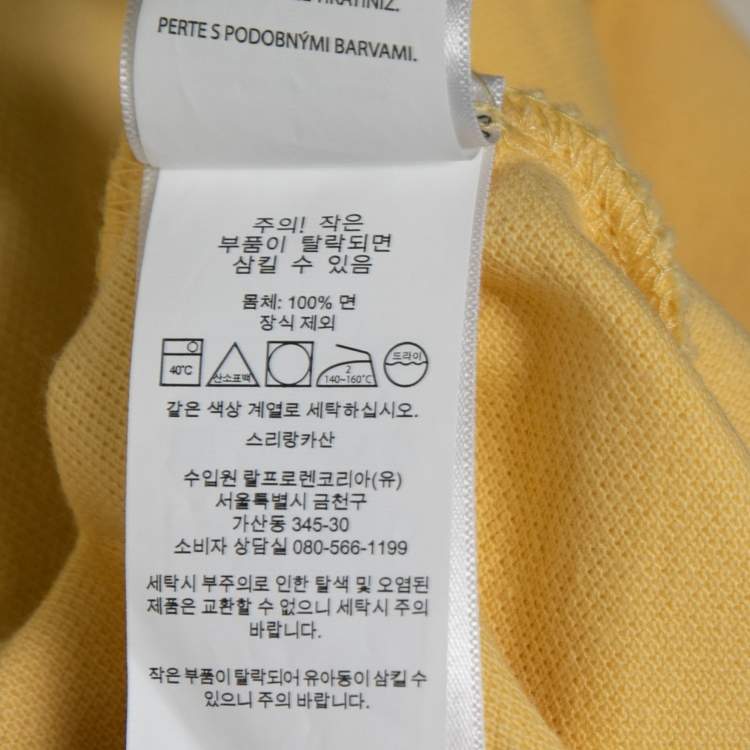 PERTE S PODOBNÝMI BARVAMI.
주의! 작은
부품이 탈락되면
삼킬 수 있음
몸체: 100% 면
장식 제외
40°C 산소표백 2 140~160°C 드라이
같은 색상 계열로 세탁하십시오.
스리랑카산
수입원 랄프로렌코리아(유)
서울특별시 금천구
가산동 345-30
소비자 상담실 080-566-1199
세탁시 부주의로 인한 탈색 및 오염된
제품은 교환할 수 없으니 세탁시 주의
바랍니다.
작은 부품이 탈락되어 유아동이 삼킬 수
있으니 주의 바랍니다.